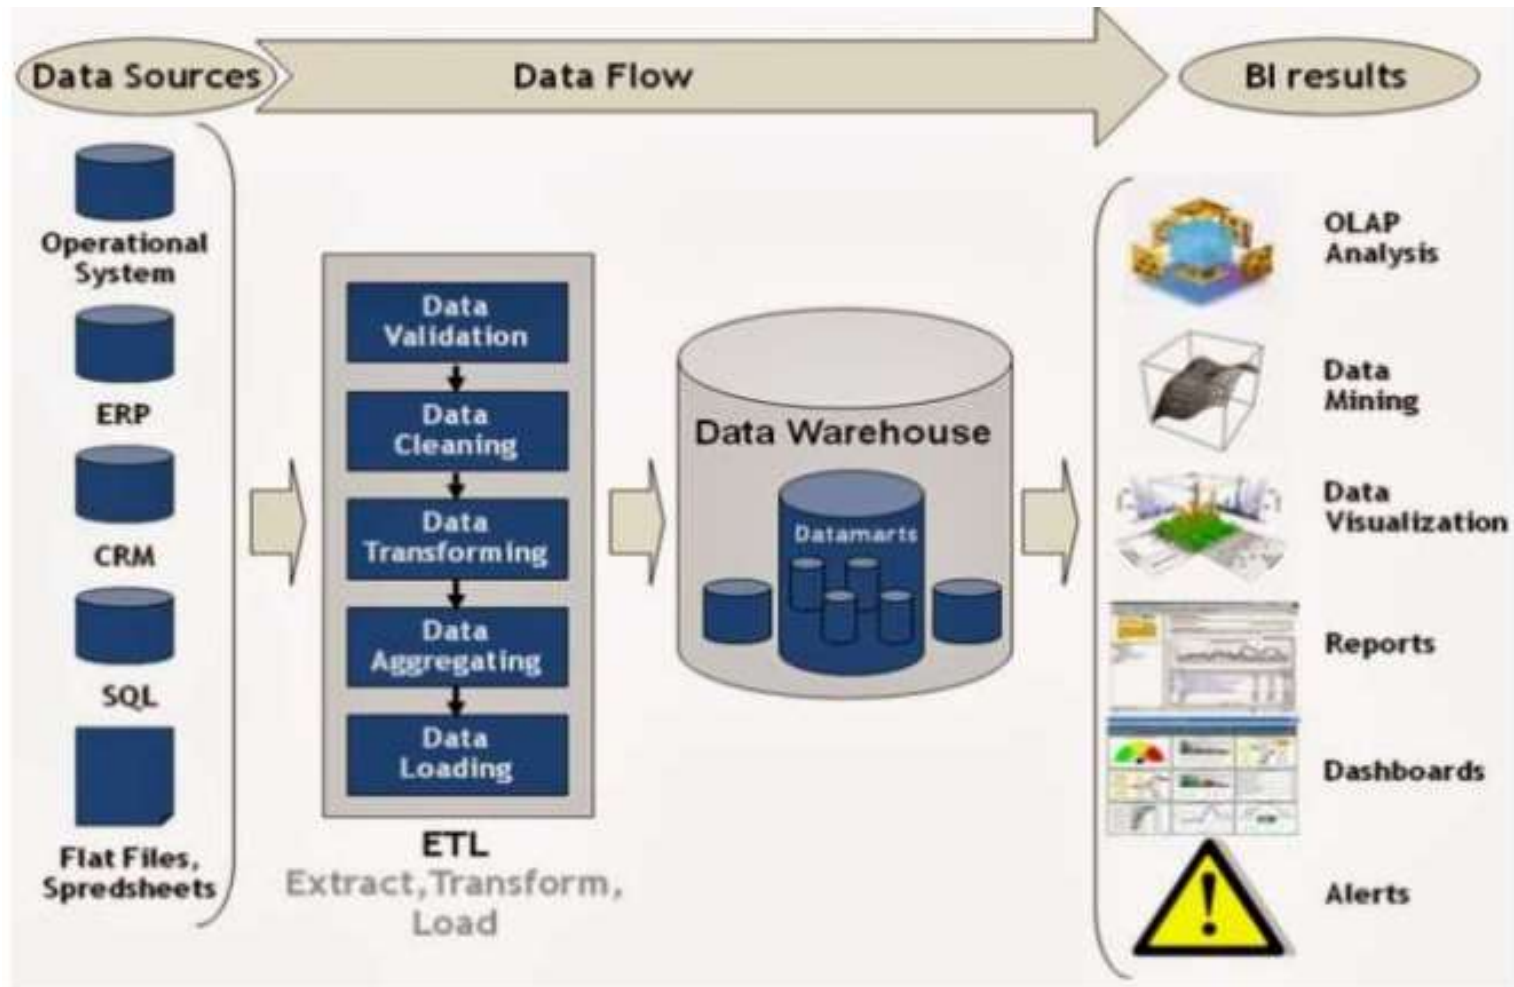 Data Sources
Data Flow
BI results
Operational
System
ERP
CRM
SQL
Flat Files,
Spredsheets
Data
Validation
Data
Cleaning
Data
Transforming
Data
Aggregating
Data
Loading
ETL
Extract,Transform,
Load
Data Warehouse
Datamarts
OLAP
Analysis
Data
Mining
Data
Visualization
Reports
Dashboards
Alerts